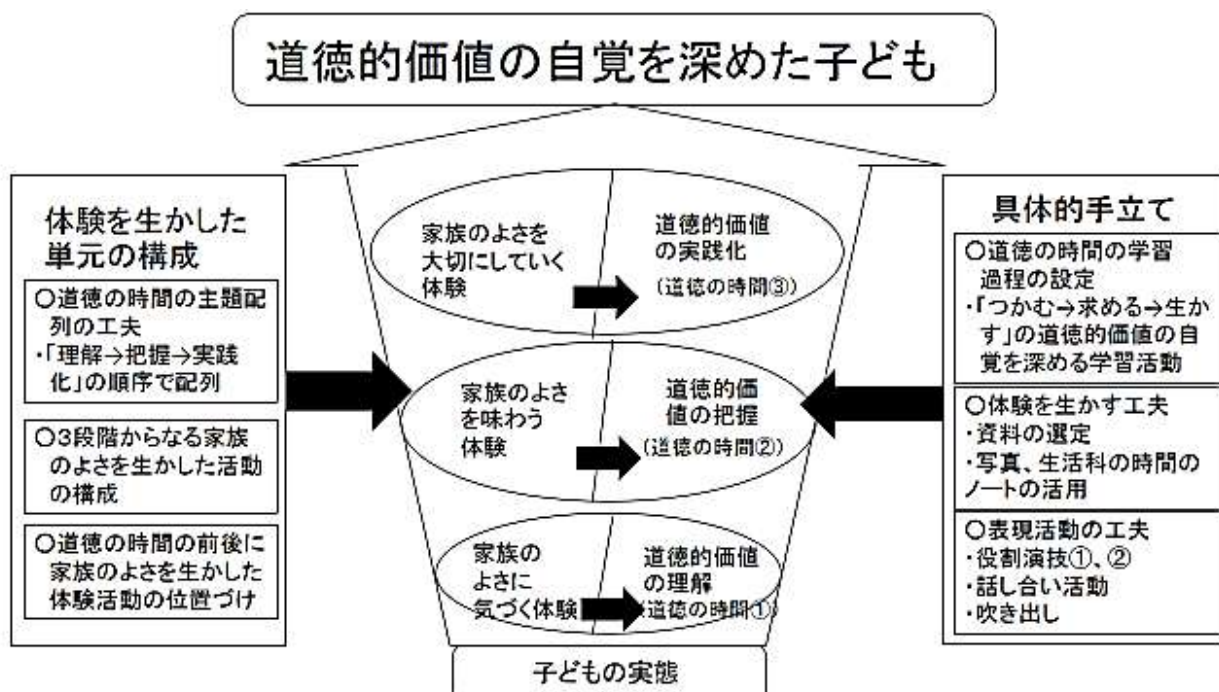 道徳的価値の自覚を深めた子ども
体験を生かした
単元の構成
○道徳の時間の主題配
列の工夫
・「理解→把握→実践
化」の順序で配列
○3段階からなる家族
のよさを生かした活動
の構成
○道徳の時間の前後に
家族のよさを生かした
体験活動の位置づけ
家族のよさを
大切にしていく
体験
道徳的価値
の実践化
(道徳の時間③)
家族のよさ
を味わう
体験
道徳的価
値の把握
(道徳の時間②)
家族の
よさに
気づく体験
道徳的価値
の理解
(道徳の時間①)
子どもの実態
具体的手立て
○道徳の時間の学習
過程の設定
・「つかむ→求める→生か
す」の道徳的価値の自
覚を深める学習活動
○体験を生かす工夫
・資料の選定
・写真、生活科の時間の
ノートの活用
○表現活動の工夫
・役割演技①、②
・話し合い活動
・吹き出し